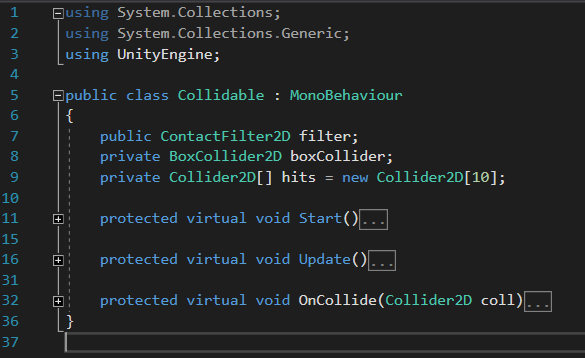 1 using System.Collections;
2 using System.Collections.Generic;
3 using UnityEngine;
4
5 public class Collidable : MonoBehaviour
6 {
7 public ContactFilter2D filter;
8 private BoxCollider2D boxCollider;
9 private Collider2D[] hits = new Collider2D[10];
10
11 protected virtual void Start()...
15
16 protected virtual void Update()...
31
32 protected virtual void OnCollide(Collider2D coll)...
36 }
37